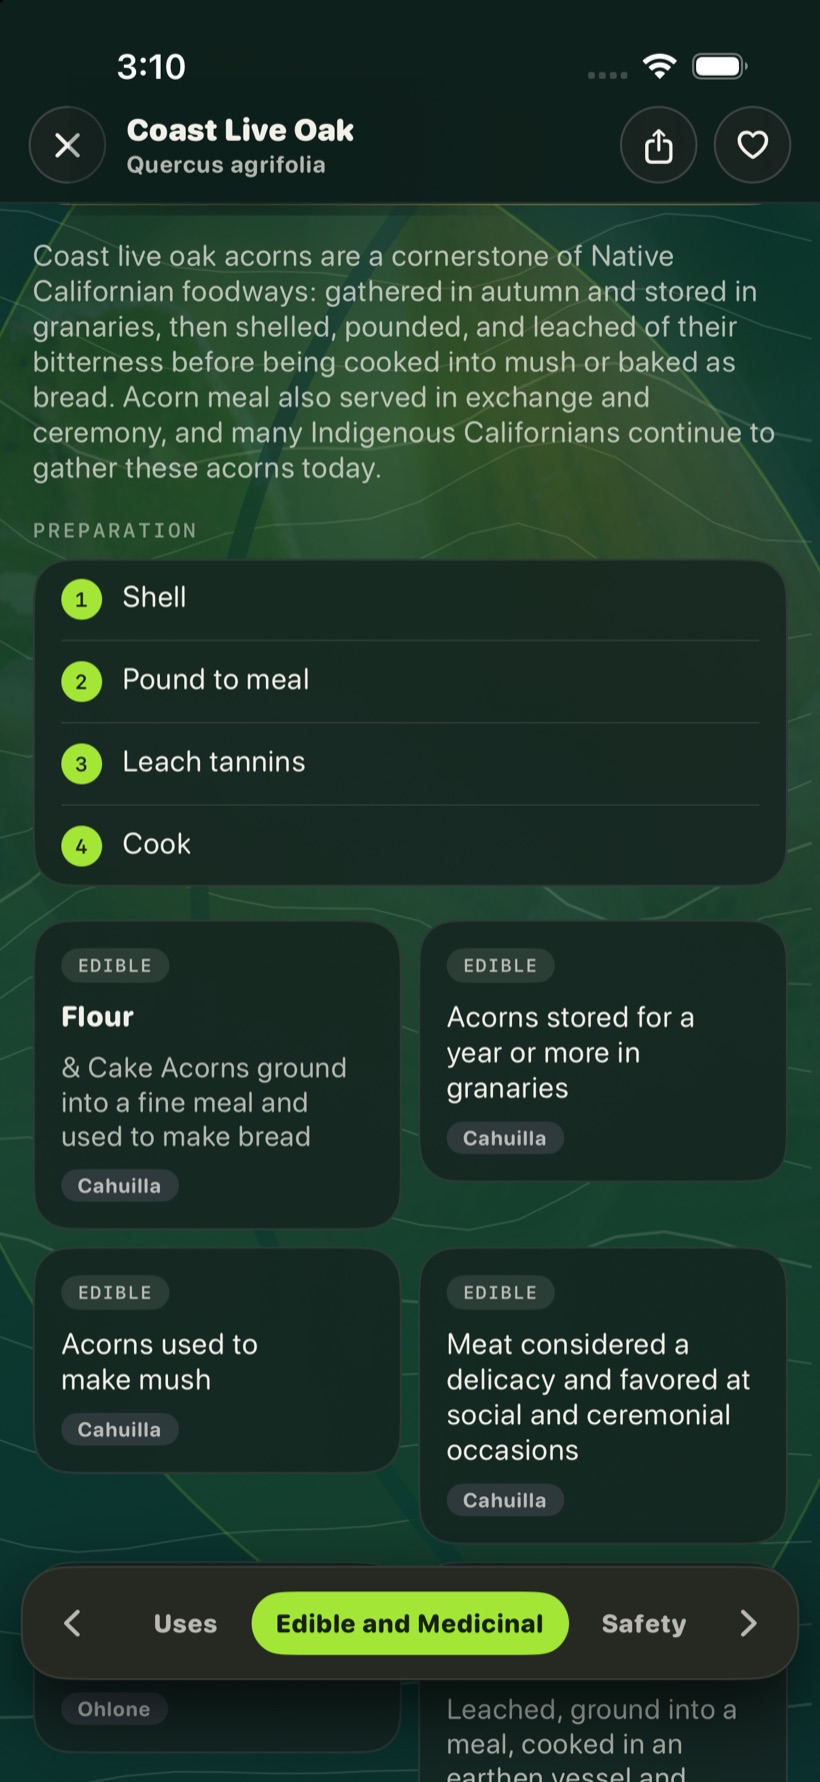 3:10
Coast Live Oak
Quercus agrifolia
Coast live oak acorns are a cornerstone of Native
Californian foodways: gathered in autumn and stored in
granaries, then shelled, pounded, and leached of their
bitterness before being cooked into mush or baked as
bread. Acorn meal also served in exchange and
ceremony, and many Indigenous Californians continue to
gather these acorns today.
PREPARATION
1 Shell
2 Pound to meal
3 Leach tannins
4 Cook
EDIBLE
Flour
& Cake Acorns ground
into a fine meal and
used to make bread
Cahuilla
EDIBLE
Acorns stored for a
year or more in
granaries
Cahuilla
EDIBLE
Acorns used to
make mush
Cahuilla
EDIBLE
Meat considered a
delicacy and favored at
social and ceremonial
occasions
Cahuilla
Uses
Edible and Medicinal
Safety
Ohlone
Leached, ground into a
meal, cooked in an
earthen vessel and